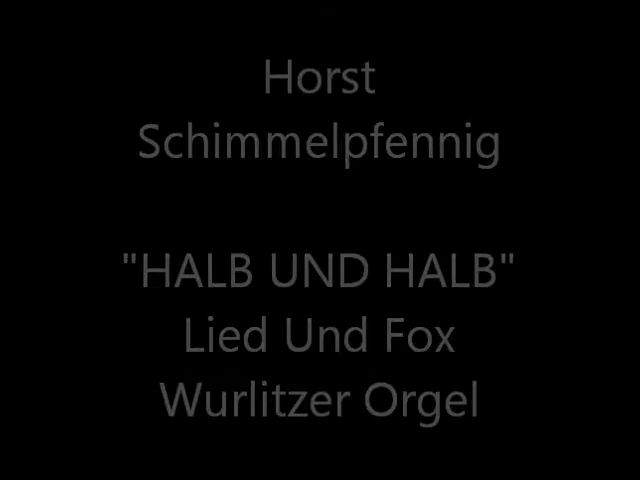 Horst
Schimmelpfennig
"HALB UND HALB"
Lied Und Fox
Wurlitzer Orgel